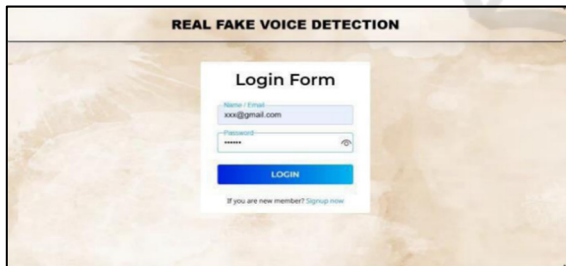 REAL FAKE VOICE DETECTION
Login Form
Name / Email
xxx@gmail.com
Password
••••••
LOGIN
If you are new member? Signup now